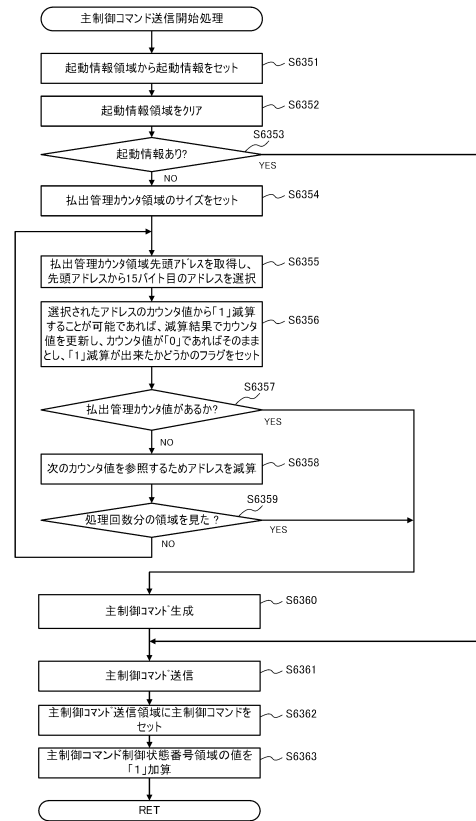 主制御コマンド送信開始処理
起動情報領域から起動情報をセット
S6351
起動情報領域をクリア
S6352
S6353
起動情報あり?
YES
NO
払出管理カウンタ領域のサイズをセット
S6354
払出管理カウンタ領域先頭アドレスを取得し、
先頭アドレスから15バイト目のアドレスを選択
S6355
選択されたアドレスのカウンタ値から「1」減算
することが可能であれば、減算結果でカウンタ
値を更新し、カウンタ値が「0」であればそのまま
とし、「1」減算が出来たかどうかのフラグをセット
S6356
S6357
払出管理カウンタ値があるか?
YES
NO
次のカウンタ値を参照するためアドレスを減算
S6358
S6359
処理回数分の領域を見た?
YES
NO
主制御コマンド生成
S6360
主制御コマンド送信
S6361
主制御コマンド送信領域に主制御コマンドを
セット
S6362
主制御コマンド制御状態番号領域の値を
「1」加算
S6363
RET